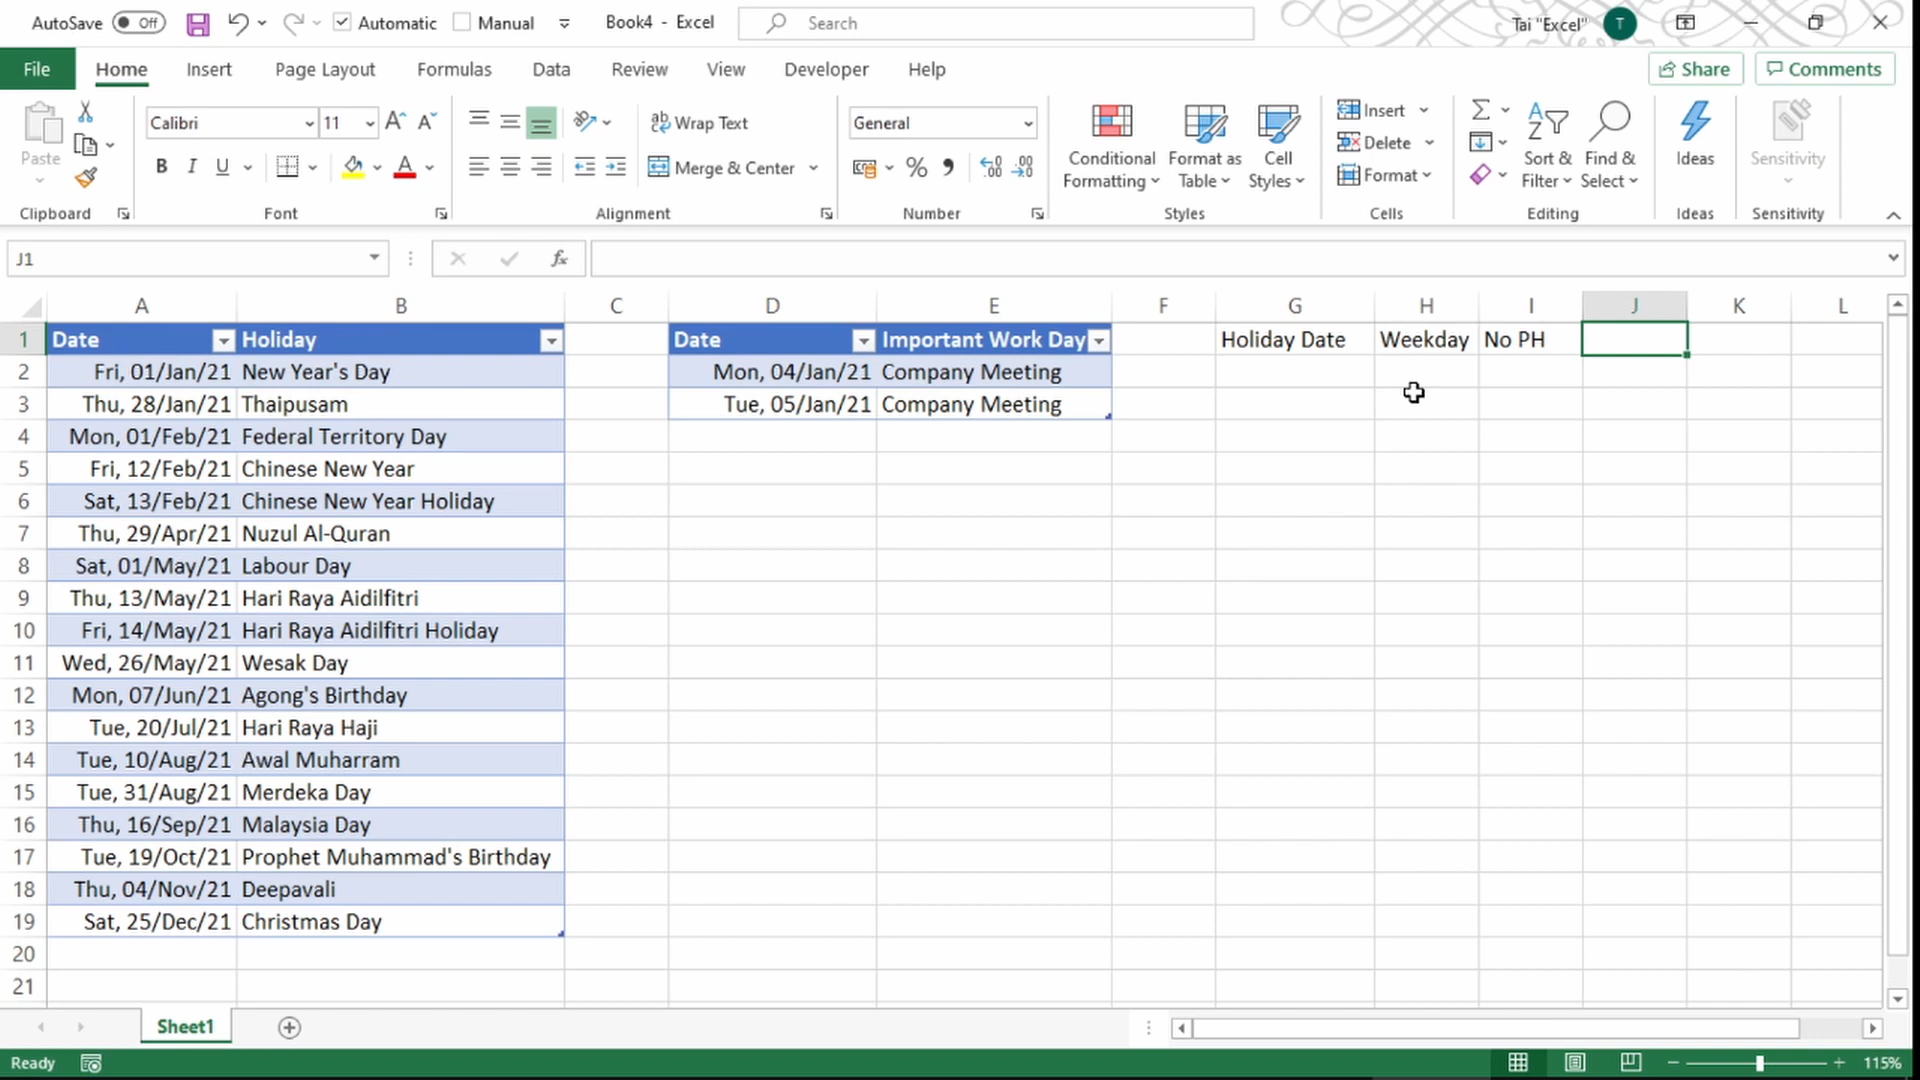 AutoSave Off Automatic Manual Book4 - Excel Search Tai "Excel" T
File Home Insert Page Layout Formulas Data Review View Developer Help Share Comments
Paste Calibri 11 A A ab Wrap Text General Conditional Formatting Format as Table Cell Styles Insert Delete Format Sort & Filter Find & Select Ideas Sensitivity
B I U A Merge & Center % ,
Clipboard Font Alignment Number Styles Cells Editing Ideas Sensitivity
J1 fx
A B C D E F G H I J K L
1 Date Holiday Date Important Work Day Holiday Date Weekday No PH
2 Fri, 01/Jan/21 New Year's Day Mon, 04/Jan/21 Company Meeting
3 Thu, 28/Jan/21 Thaipusam Tue, 05/Jan/21 Company Meeting
4 Mon, 01/Feb/21 Federal Territory Day
5 Fri, 12/Feb/21 Chinese New Year
6 Sat, 13/Feb/21 Chinese New Year Holiday
7 Thu, 29/Apr/21 Nuzul Al-Quran
8 Sat, 01/May/21 Labour Day
9 Thu, 13/May/21 Hari Raya Aidilfitri
10 Fri, 14/May/21 Hari Raya Aidilfitri Holiday
11 Wed, 26/May/21 Wesak Day
12 Mon, 07/Jun/21 Agong's Birthday
13 Tue, 20/Jul/21 Hari Raya Haji
14 Tue, 10/Aug/21 Awal Muharram
15 Tue, 31/Aug/21 Merdeka Day
16 Thu, 16/Sep/21 Malaysia Day
17 Tue, 19/Oct/21 Prophet Muhammad's Birthday
18 Thu, 04/Nov/21 Deepavali
19 Sat, 25/Dec/21 Christmas Day
20
21
Sheet1
Ready 115%